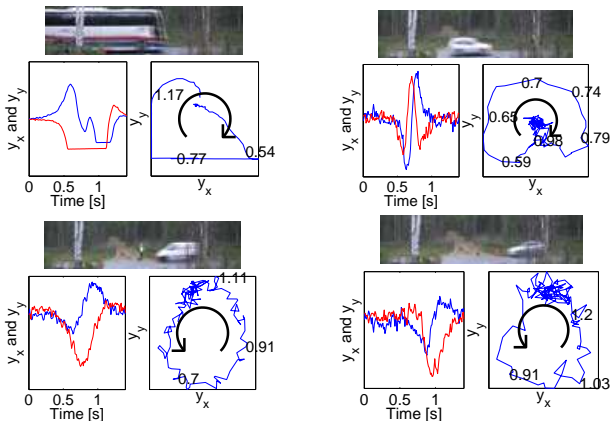 y_x and y_y
0 0.5 1
Time [s]
y_y
1.17
0.77
0.54
y_x
y_x and y_y
0 0.5 1
Time [s]
y_y
0.7
0.74
0.65
0.79
0.98
0.59
y_x
y_x and y_y
0 0.5 1
Time [s]
y_y
1.11
0.91
0.7
y_x
y_x and y_y
0 0.5 1
Time [s]
y_y
1.2
0.91
1.03
y_x